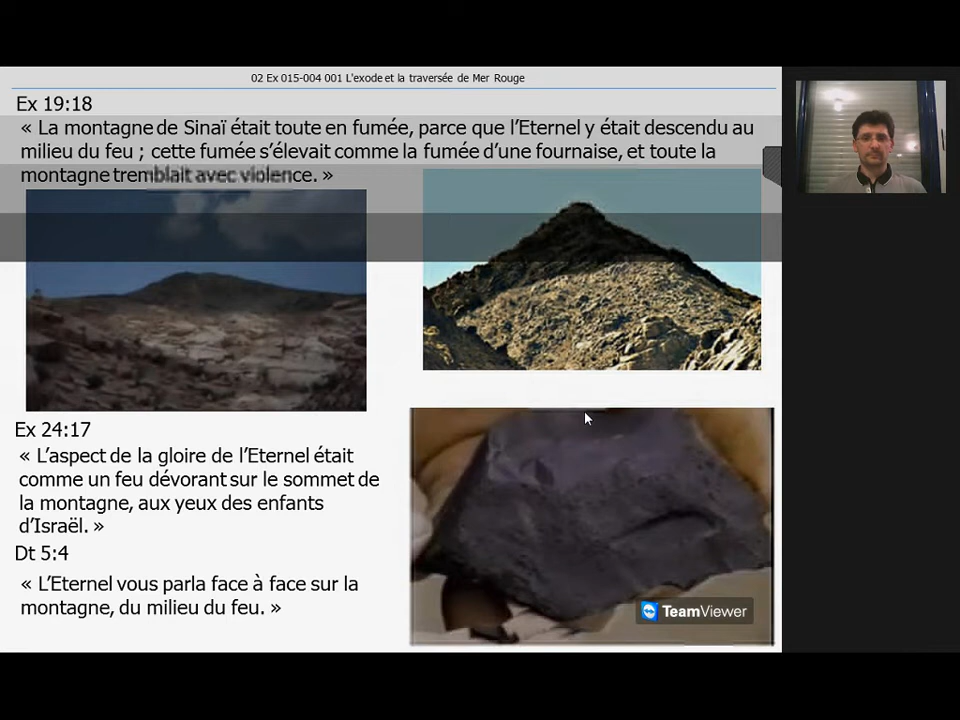 02 Ex 015-004 001 L'exode et la traversée de Mer Rouge
Ex 19:18
« La montagne de Sinaï était toute en fumée, parce que l'Eternel y était descendu au
milieu du feu ; cette fumée s'élevait comme la fumée d'une fournaise, et toute la
montagne tremblait avec violence. »
Ex 24:17
« L'aspect de la gloire de l'Eternel était
comme un feu dévorant sur le sommet de
la montagne, aux yeux des enfants
d'Israël. »
Dt 5:4
« L'Eternel vous parla face à face sur la
montagne, du milieu du feu. »
TeamViewer